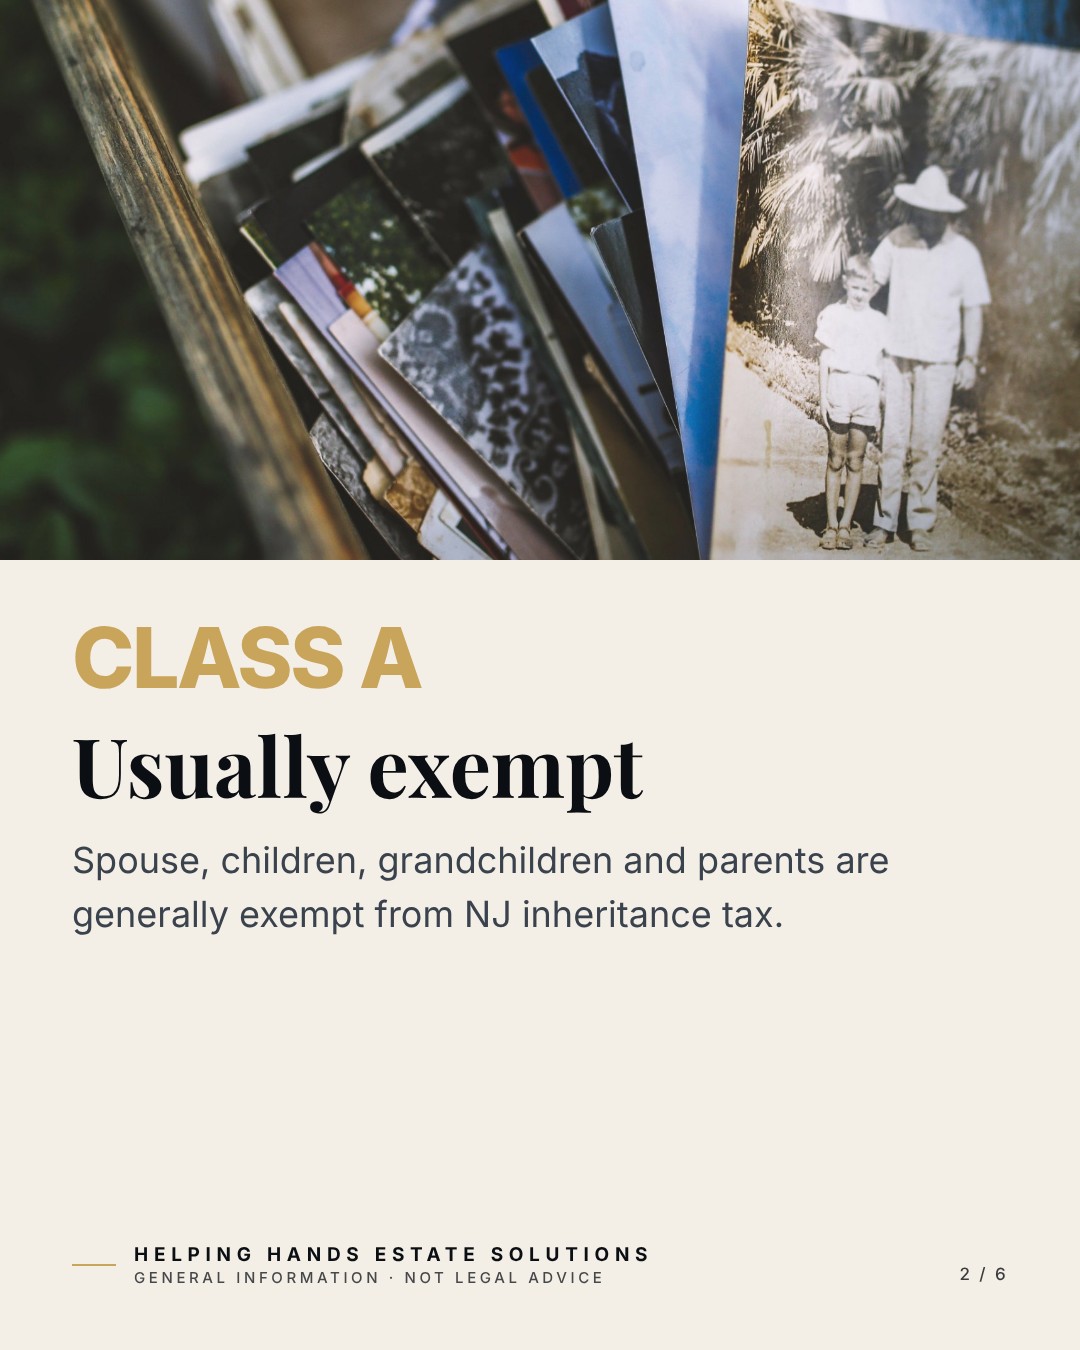 CLASS A
Usually exempt
Spouse, children, grandchildren and parents are
generally exempt from NJ inheritance tax.
HELPING HANDS ESTATE SOLUTIONS
GENERAL INFORMATION · NOT LEGAL ADVICE
2 / 6